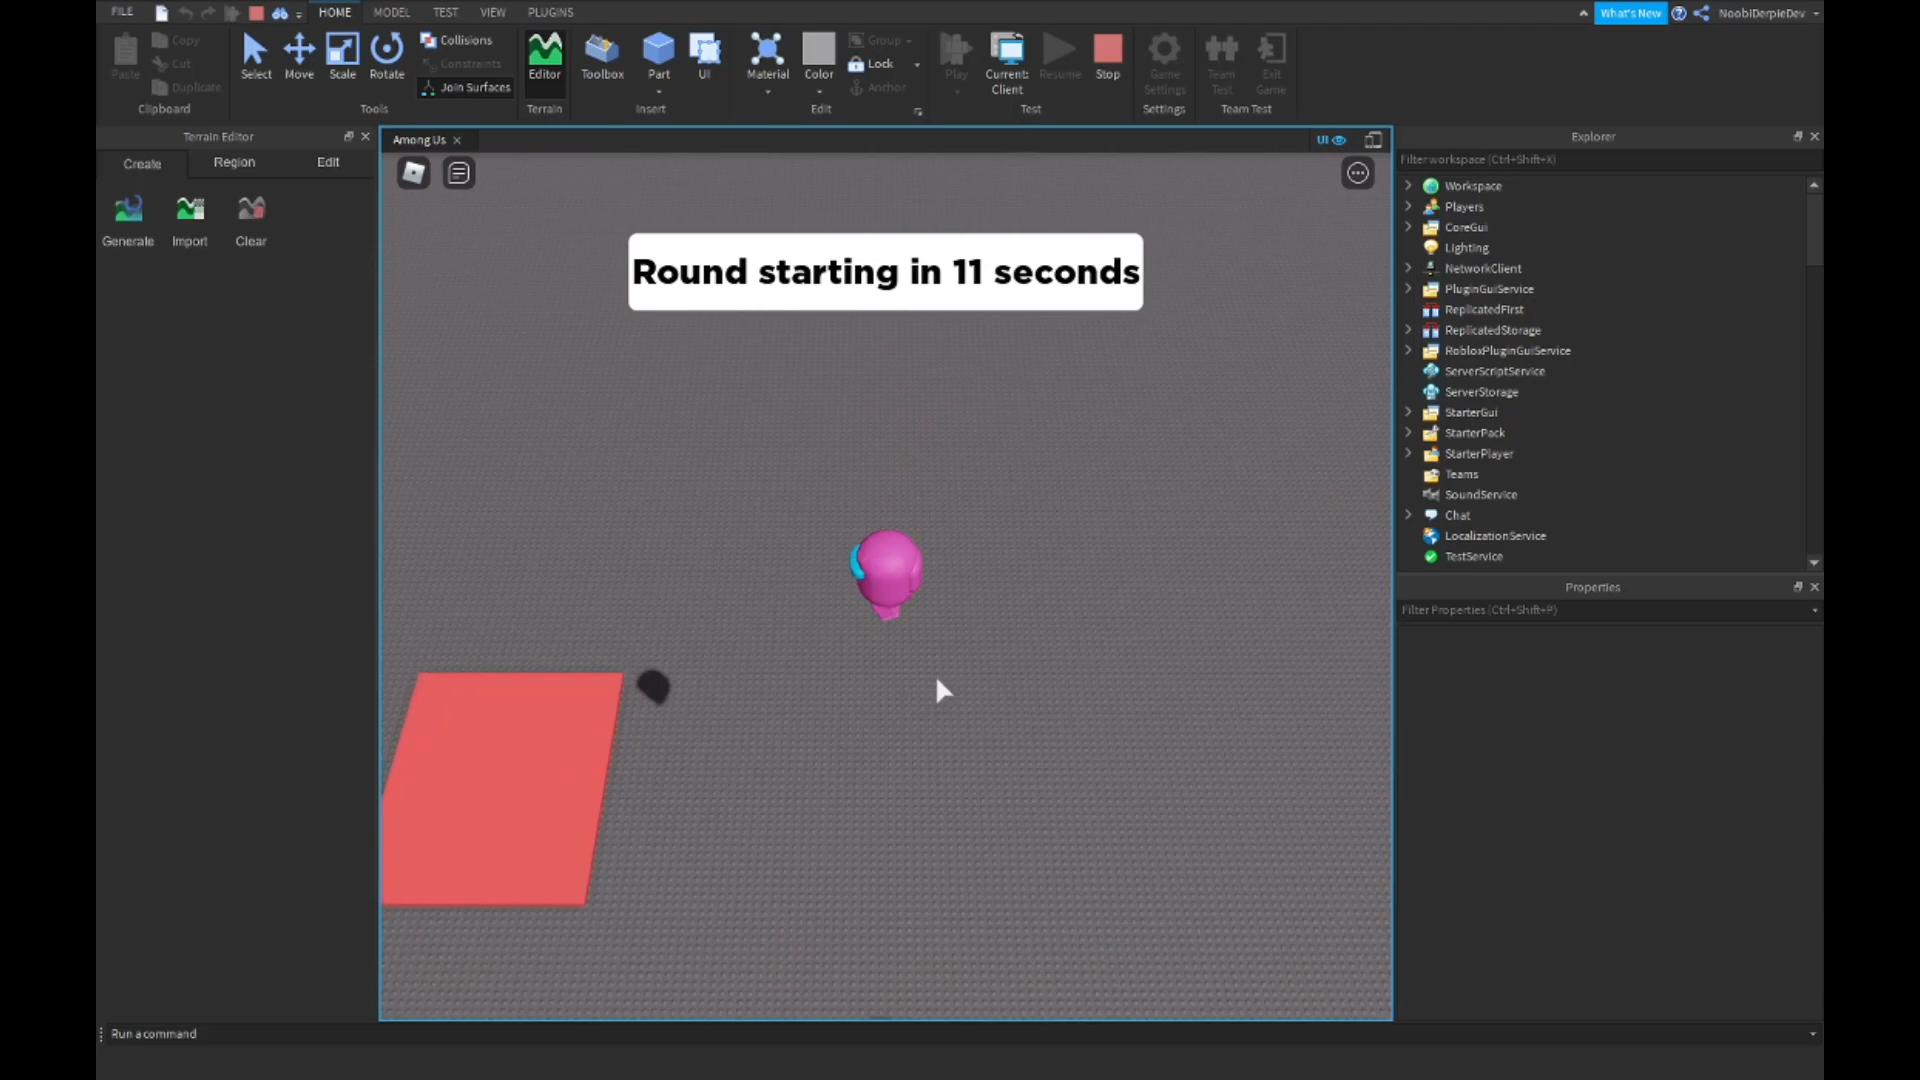 FILE HOME MODEL TEST VIEW PLUGINS What's New NoobiDerpieDev
Paste Copy Cut Duplicate
Clipboard
Select Move Scale Rotate
Collisions
Constraints
Join Surfaces
Tools
Editor
Terrain
Toolbox Part UI
Insert
Material Color
Group
Lock
Anchor
Edit
Play Current: Client Resume Stop
Test
Game Settings
Settings
Team Test Exit Game
Team Test
Terrain Editor
Create Region Edit
Generate Import Clear
Among Us
UI
Round starting in 11 seconds
Explorer
Filter workspace (Ctrl+Shift+X)
Workspace
Players
CoreGui
Lighting
NetworkClient
PluginGuiService
ReplicatedFirst
ReplicatedStorage
RobloxPluginGuiService
ServerScriptService
ServerStorage
StarterGui
StarterPack
StarterPlayer
Teams
SoundService
Chat
LocalizationService
TestService
Properties
Filter Properties (Ctrl+Shift+P)
Run a command